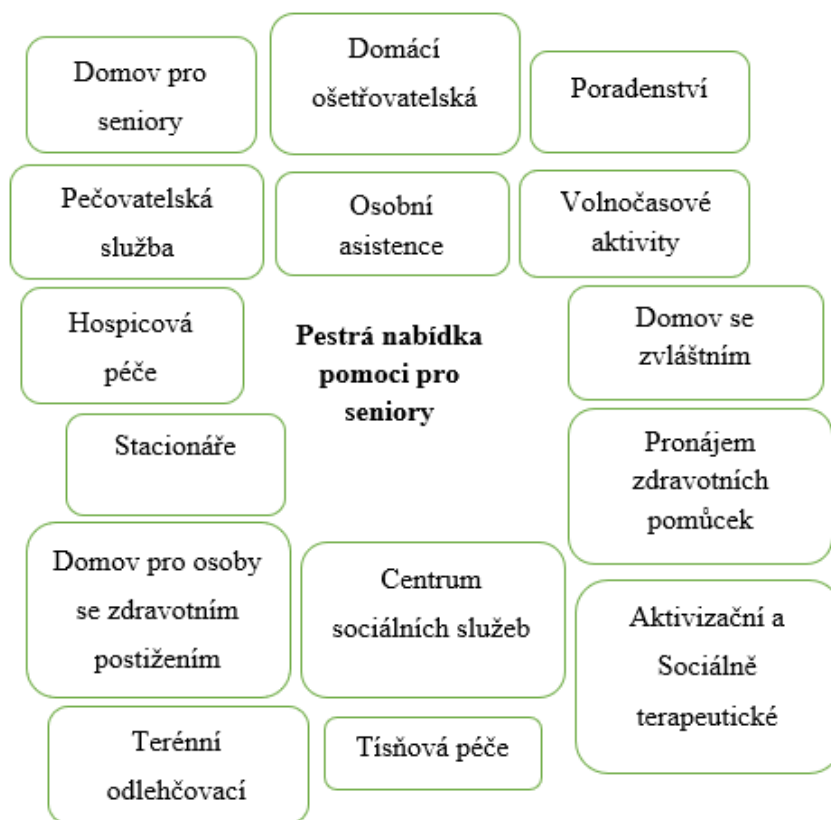 Domov pro
seniory
Domácí
ošetřovatelská
Poradenství
Pečovatelská
služba
Osobní
asistence
Volnočasové
aktivity
Hospicová
péče
Pestrá nabídka
pomoci pro
seniory
Domov se
zvláštním
Stacionáře
Pronájem
zdravotních
pomůcek
Domov pro osoby
se zdravotním
postižením
Centrum
sociálních služeb
Aktivizační a
Sociálně
terapeutické
Terénní
odlehčovací
Tísňová péče